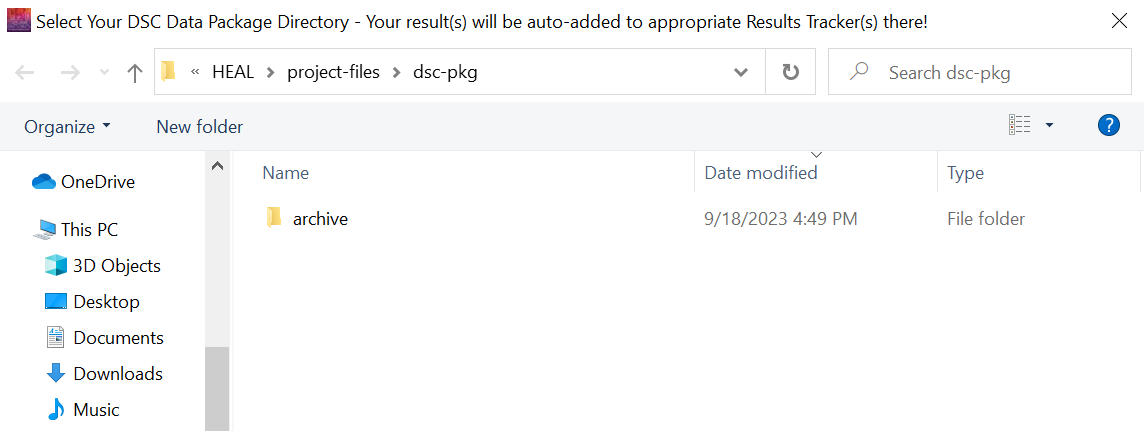 Select Your DSC Data Package Directory - Your result(s) will be auto-added to appropriate Results Tracker(s) there!
« HEAL > project-files > dsc-pkg
Search dsc-pkg
Organize
New folder
?
OneDrive
This PC
3D Objects
Desktop
Documents
Downloads
Music
Name Date modified Type
archive 9/18/2023 4:49 PM File folder